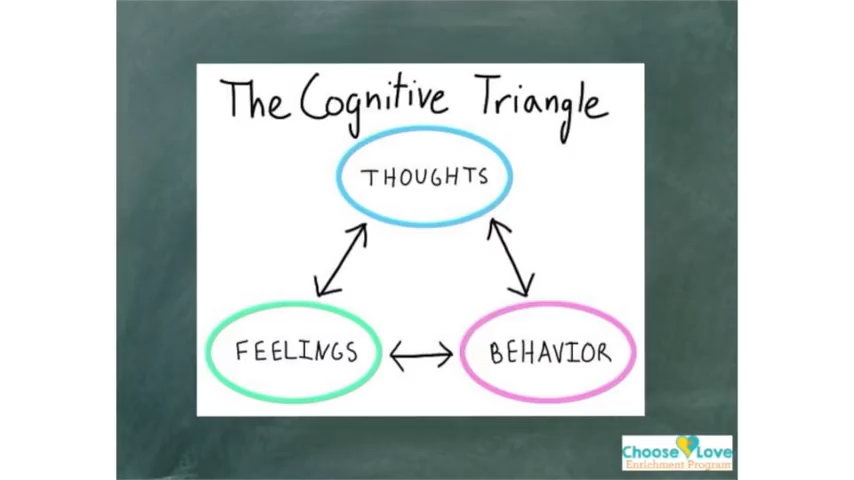 The Cognitive Triangle
THOUGHTS
FEELINGS
BEHAVIOR
Choose Love
Enrichment Program